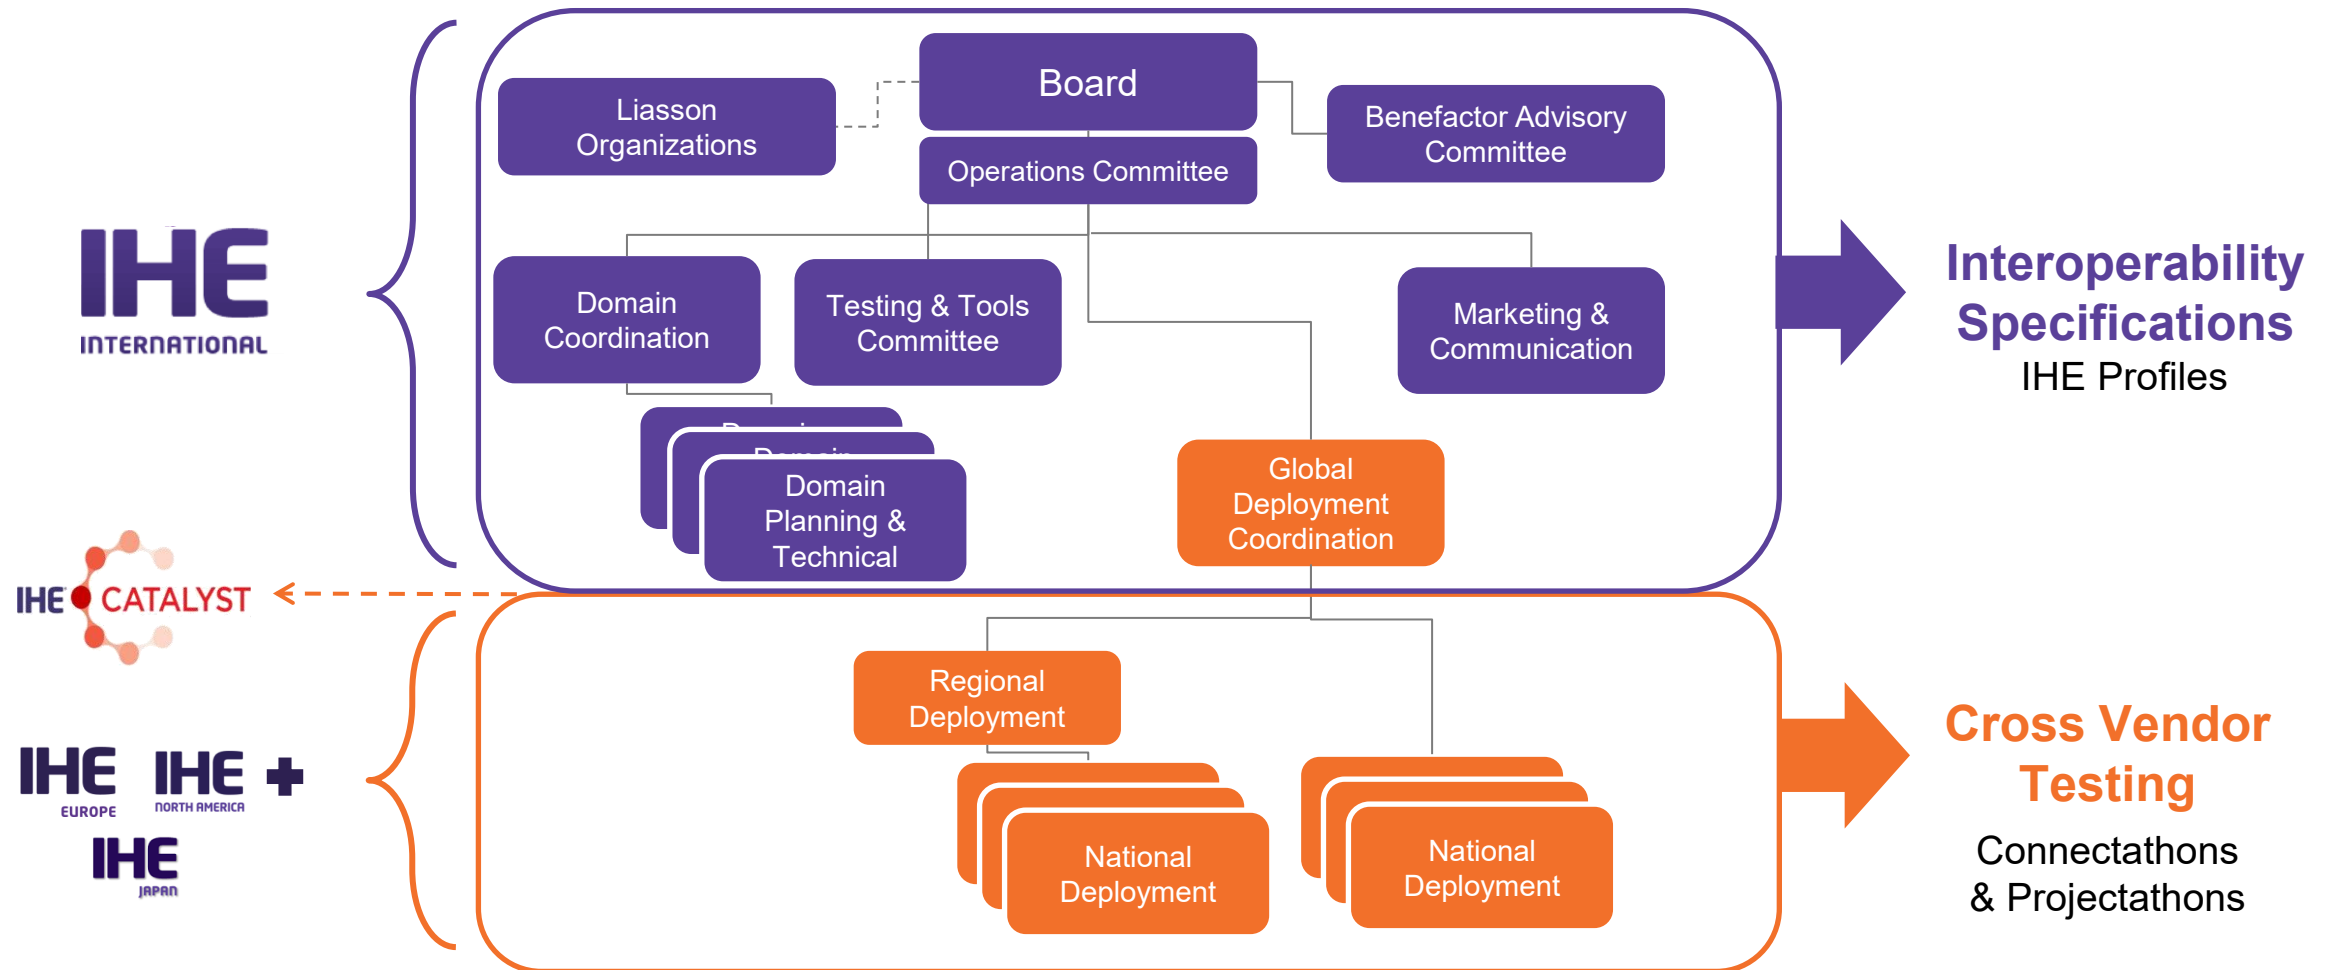 Board
Liasson
Organizations
Benefactor Advisory
Committee
Operations Committee
IHE
INTERNATIONAL
Domain
Coordination
Testing & Tools
Committee
Marketing &
Communication
Interoperability
Specifications
IHE Profiles
Domain
Domain
Domain
Planning &
Technical
Global
Deployment
Coordination
IHE CATALYST
Regional
Deployment
National
Deployment
National
Deployment
IHE
EUROPE
IHE
NORTH AMERICA
+
IHE
JAPAN
Cross Vendor
Testing
Connectathons
& Projectathons